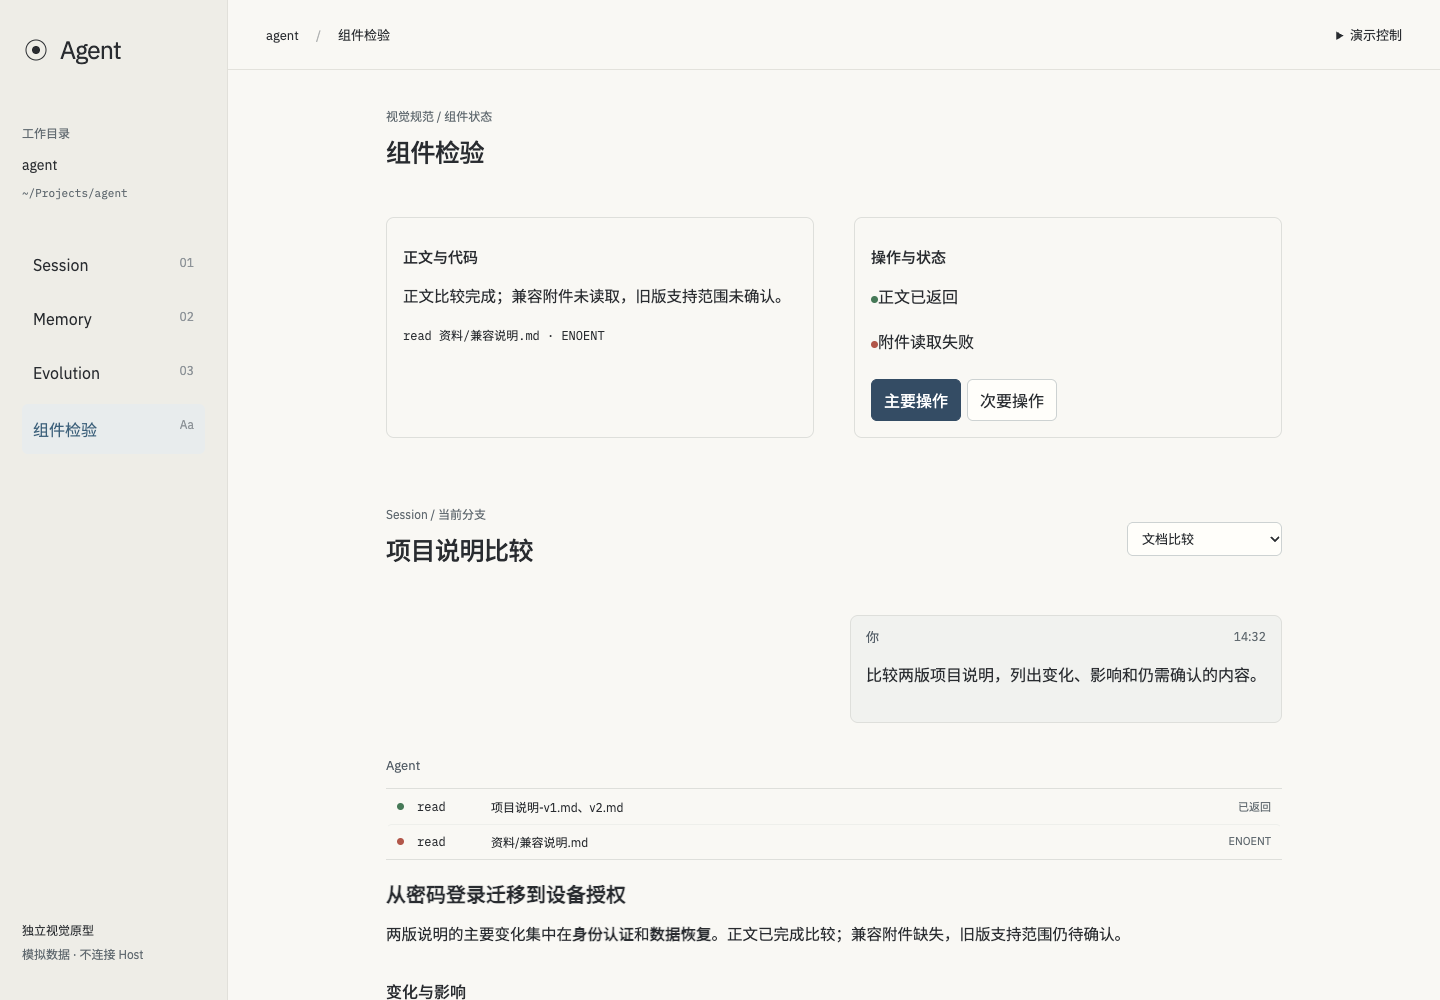 Agent
工作目录
agent
~/Projects/agent
Session 01
Memory 02
Evolution 03
组件检验 Aa
独立视觉原型
模拟数据 · 不连接 Host
agent / 组件检验
▶ 演示控制
视觉规范 / 组件状态
组件检验
正文与代码
正文比较完成；兼容附件未读取，旧版支持范围未确认。
read 资料/兼容说明.md · ENOENT
操作与状态
正文已返回
附件读取失败
主要操作 次要操作
Session / 当前分支
项目说明比较
文档比较
你 14:32
比较两版项目说明，列出变化、影响和仍需确认的内容。
Agent
read 项目说明-v1.md、v2.md 已返回
read 资料/兼容说明.md ENOENT
从密码登录迁移到设备授权
两版说明的主要变化集中在身份认证和数据恢复。正文已完成比较；兼容附件缺失，旧版支持范围仍待确认。
变化与影响